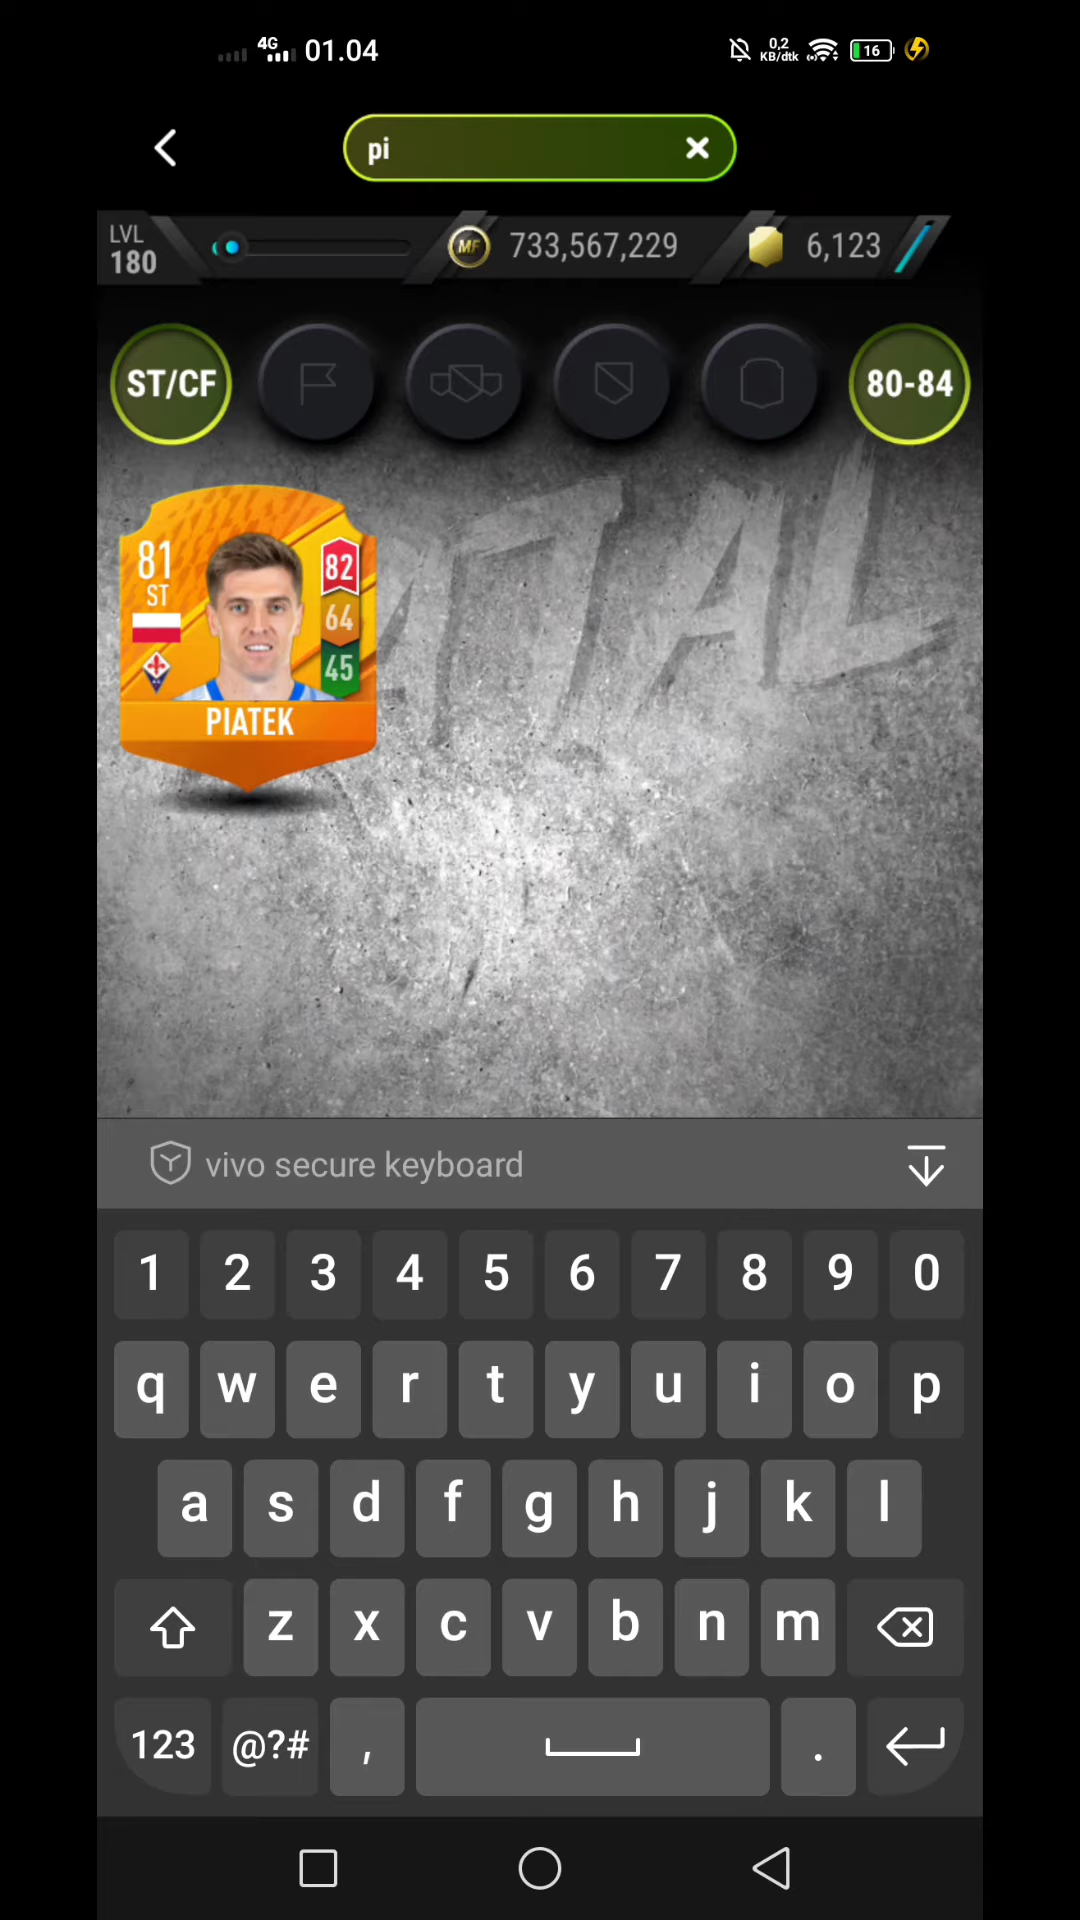 4G 01.04 0,2 KB/dtk 16
pi
LVL
180
MF 733,567,229 6,123
ST/CF 80-84
81
ST
82
64
45
PIATEK
vivo secure keyboard
1 2 3 4 5 6 7 8 9 0
q w e r t y u i o p
a s d f g h j k l
z x c v b n m
123 @?# , .